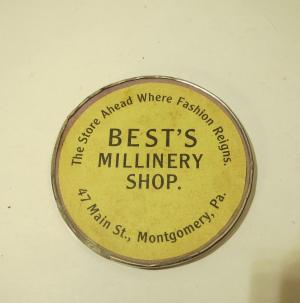 The Store Ahead Where Fashion Reigns.
BEST'S
MILLINERY
SHOP.
47 Main St., Montgomery, Pa.